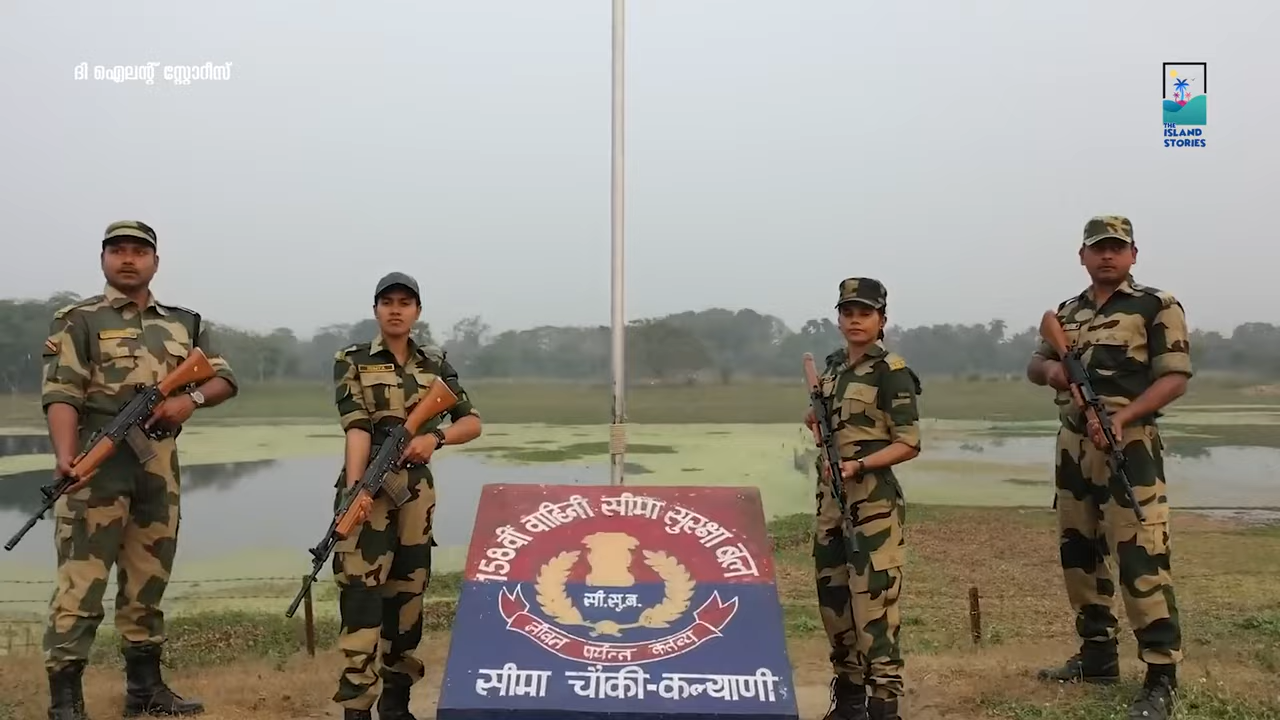 ദി ഐലന്റ് സ്റ്റോറീസ്
THE
ISLAND
STORIES
158वीं वाहिनी सीमा सुरक्षा बल
सी.सु.ब.
जीवन पर्यन्त कर्तव्य
सीमा चौकी-कल्याणी